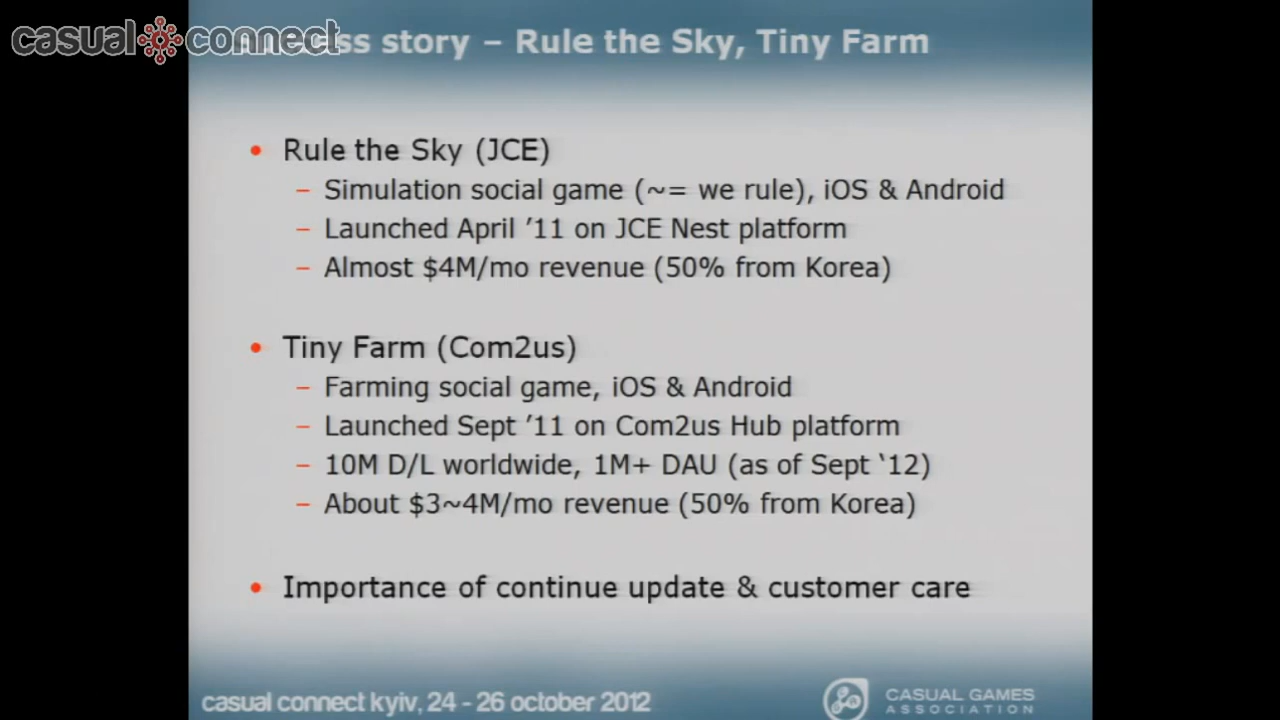 casual connect
ss story – Rule the Sky, Tiny Farm
• Rule the Sky (JCE)
– Simulation social game (~= we rule), iOS & Android
– Launched April ’11 on JCE Nest platform
– Almost $4M/mo revenue (50% from Korea)
• Tiny Farm (Com2us)
– Farming social game, iOS & Android
– Launched Sept ’11 on Com2us Hub platform
– 10M D/L worldwide, 1M+ DAU (as of Sept ‘12)
– About $3~4M/mo revenue (50% from Korea)
• Importance of continue update & customer care
casual connect kyiv, 24 - 26 october 2012
CASUAL GAMES
ASSOCIATION